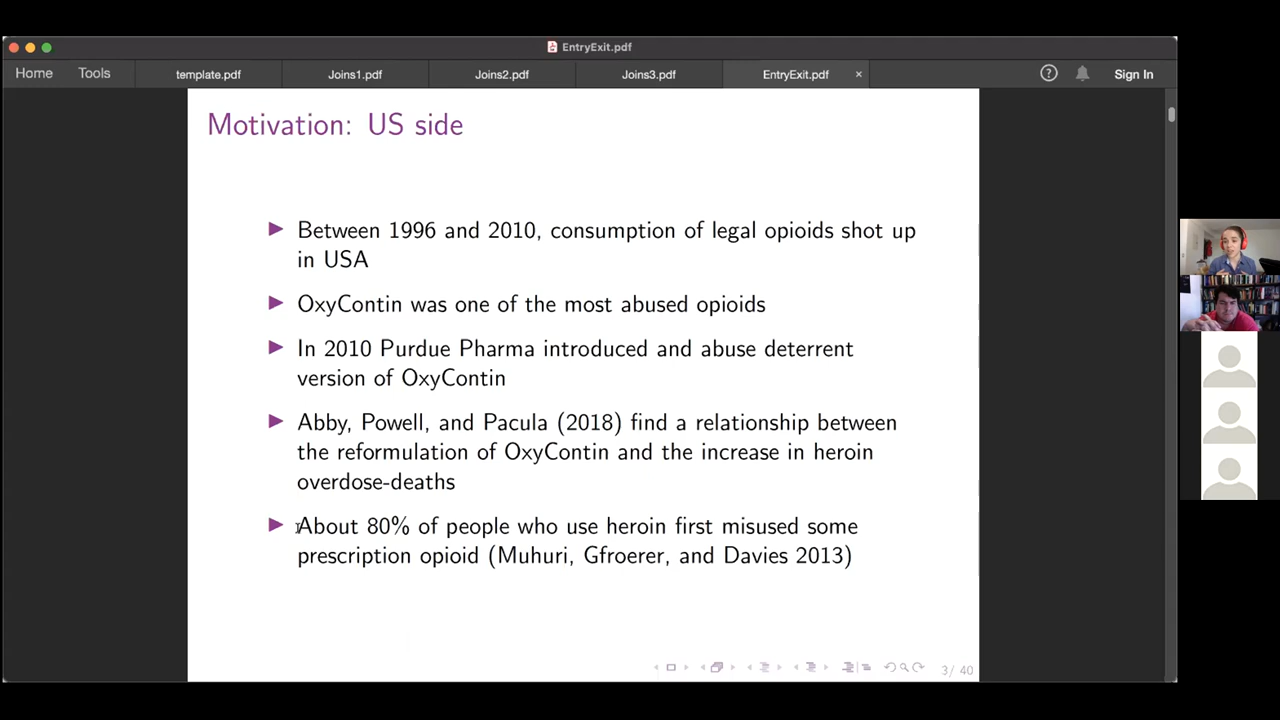 EntryExit.pdf
Home Tools template.pdf Joins1.pdf Joins2.pdf Joins3.pdf EntryExit.pdf × ? Sign In
Motivation: US side
Between 1996 and 2010, consumption of legal opioids shot up
in USA
OxyContin was one of the most abused opioids
In 2010 Purdue Pharma introduced and abuse deterrent
version of OxyContin
Abby, Powell, and Pacula (2018) find a relationship between
the reformulation of OxyContin and the increase in heroin
overdose-deaths
About 80% of people who use heroin first misused some
prescription opioid (Muhuri, Gfroerer, and Davies 2013)
3/ 40